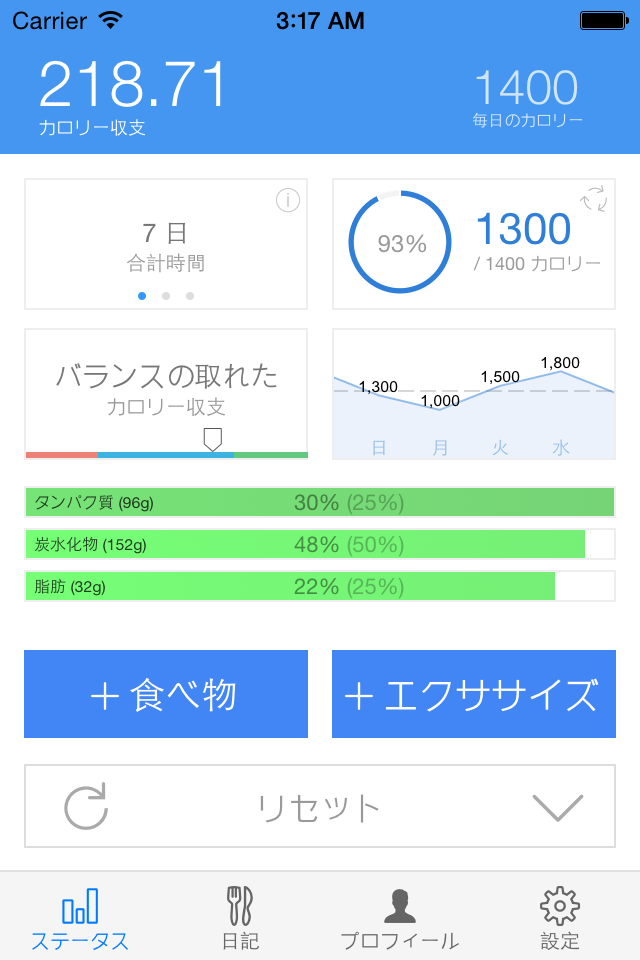 Carrier 3:17 AM
218.71
カロリー収支
1400
毎日のカロリー
7 日
合計時間
93%
1300
/ 1400 カロリー
バランスの取れた
カロリー収支
1,300 1,000 1,500 1,800
日 月 火 水
タンパク質 (96g) 30% (25%)
炭水化物 (152g) 48% (50%)
脂肪 (32g) 22% (25%)
+ 食べ物
+ エクササイズ
リセット
ステータス 日記 プロフィール 設定